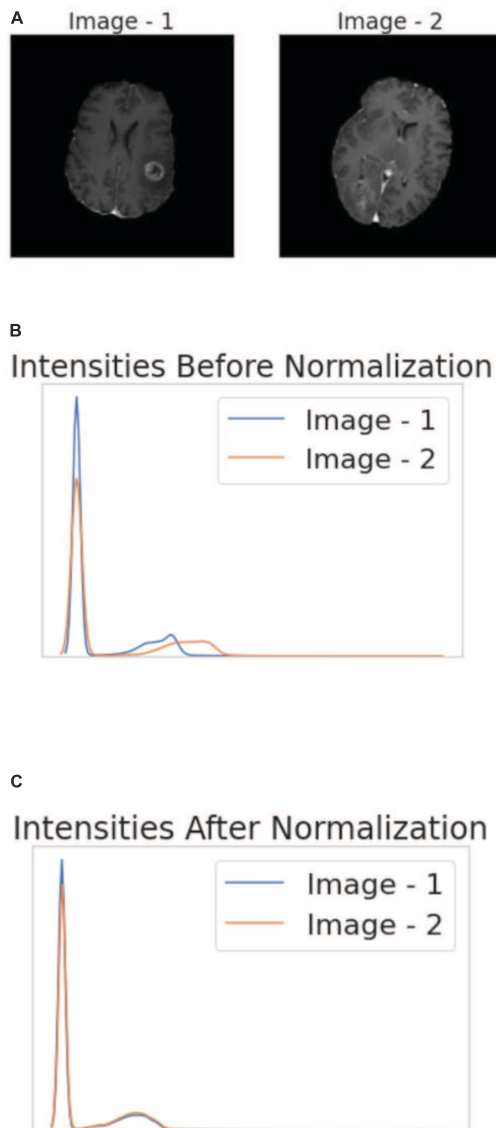 A
Image - 1
Image - 2
B
Intensities Before Normalization
Image - 1
Image - 2
C
Intensities After Normalization
Image - 1
Image - 2